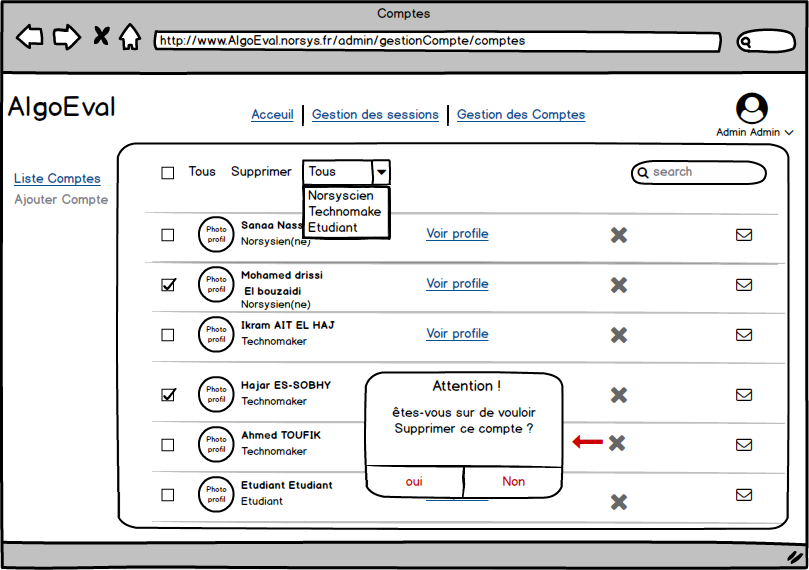 Comptes
http://www.AlgoEval.norsys.fr/admin/gestionCompte/comptes
AlgoEval
Acceuil
Gestion des sessions
Gestion des Comptes
Admin Admin
Liste Comptes
Ajouter Compte
Tous
Supprimer
Tous
search
Norsyscien
Technomake
Etudiant
Photo
profil
Sanaa Nass
Norsysien(ne)
Voir profile
Photo
profil
Mohamed drissi
El bouzaidi
Norsysien(ne)
Voir profile
Photo
profil
Ikram AIT EL HAJ
Technomaker
Voir profile
Photo
profil
Hajar ES-SOBHY
Technomaker
Attention !
êtes-vous sur de vouloir
Supprimer ce compte ?
oui
Non
Photo
profil
Ahmed TOUFIK
Technomaker
Photo
profil
Etudiant Etudiant
Etudiant